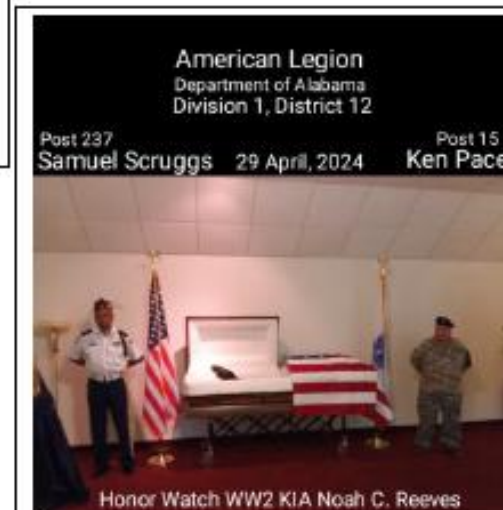 American Legion
Department of Alabama
Division 1, District 12
Post 237
Post 15
Samuel Scruggs 29 April, 2024 Ken Pace
Honor Watch WW2 KIA Noah C. Reeves